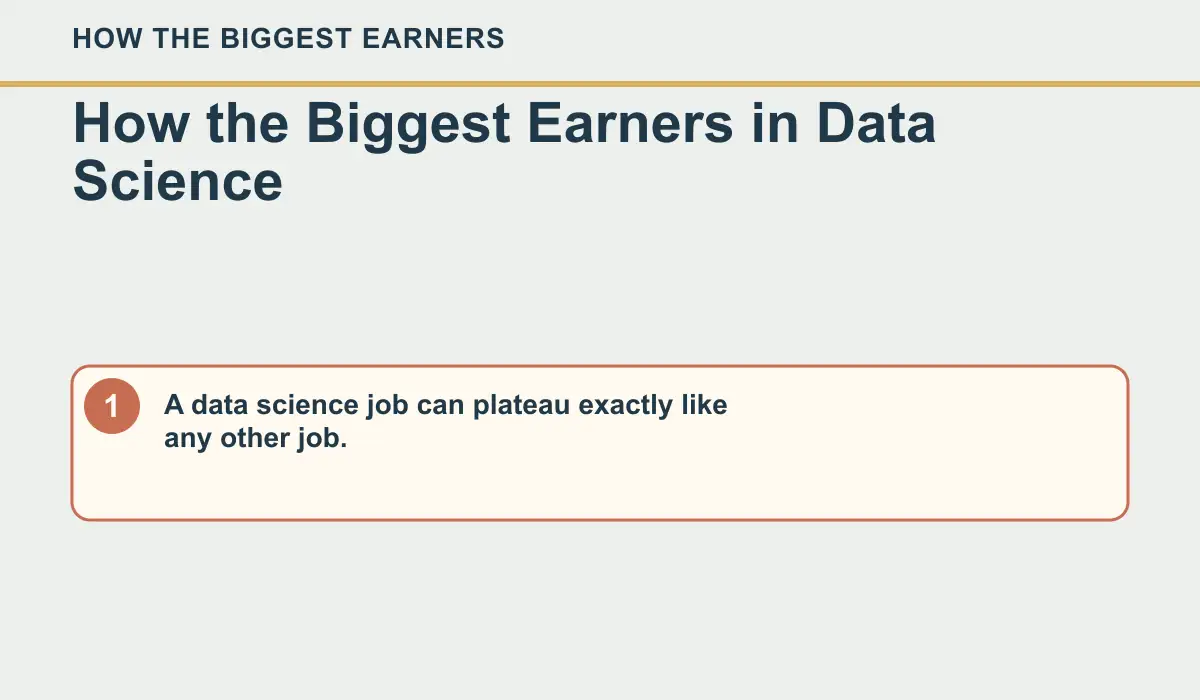 HOW THE BIGGEST EARNERS
How the Biggest Earners in Data
Science
1
A data science job can plateau exactly like
any other job.